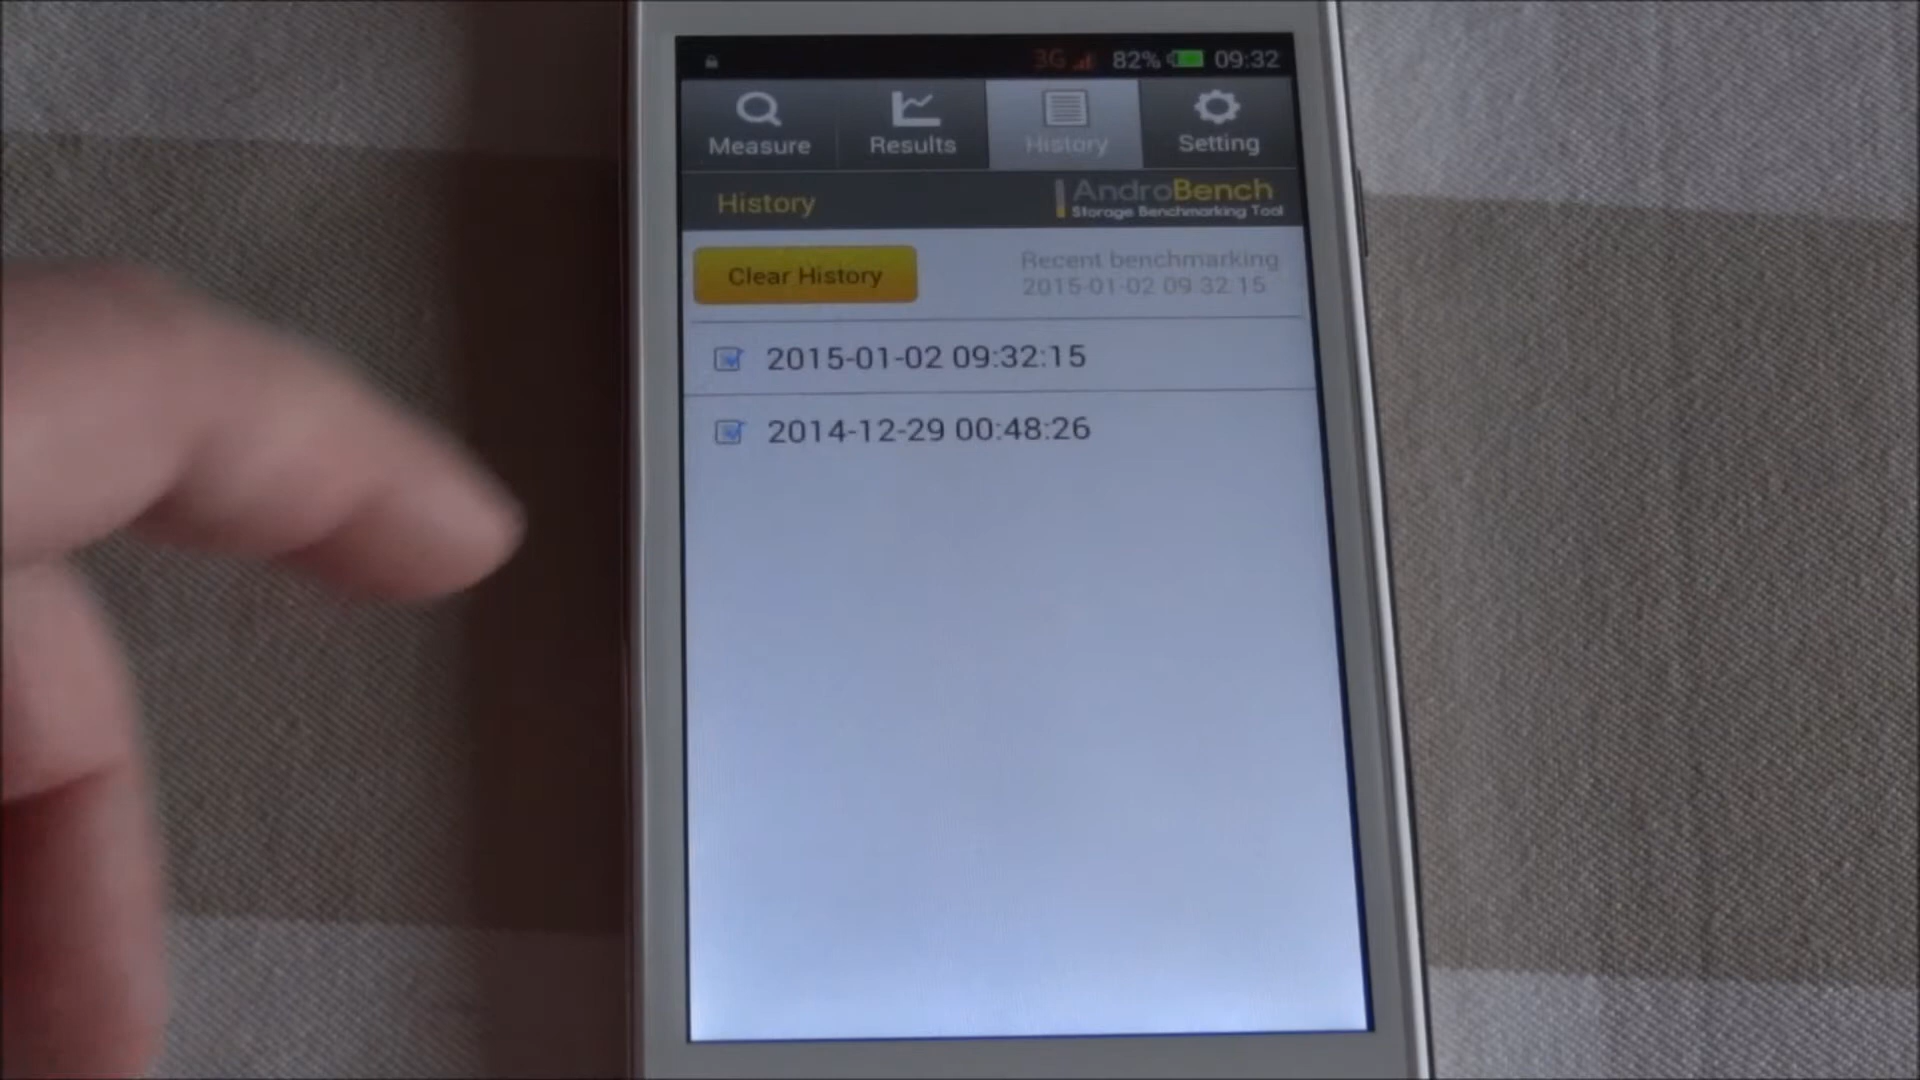 3G 82% 09:32
Measure Results History Setting
History
AndroBench
Storage Benchmarking Tool
Clear History
Recent benchmarking
2015-01-02 09:32:15
2015-01-02 09:32:15
2014-12-29 00:48:26